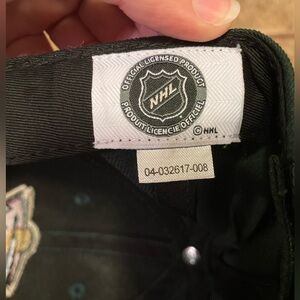 OFFICIAL LICENSED PRODUCT
NHL
PRODUIT LICENCIÉ OFFICIEL
© NHL
04-032617-008